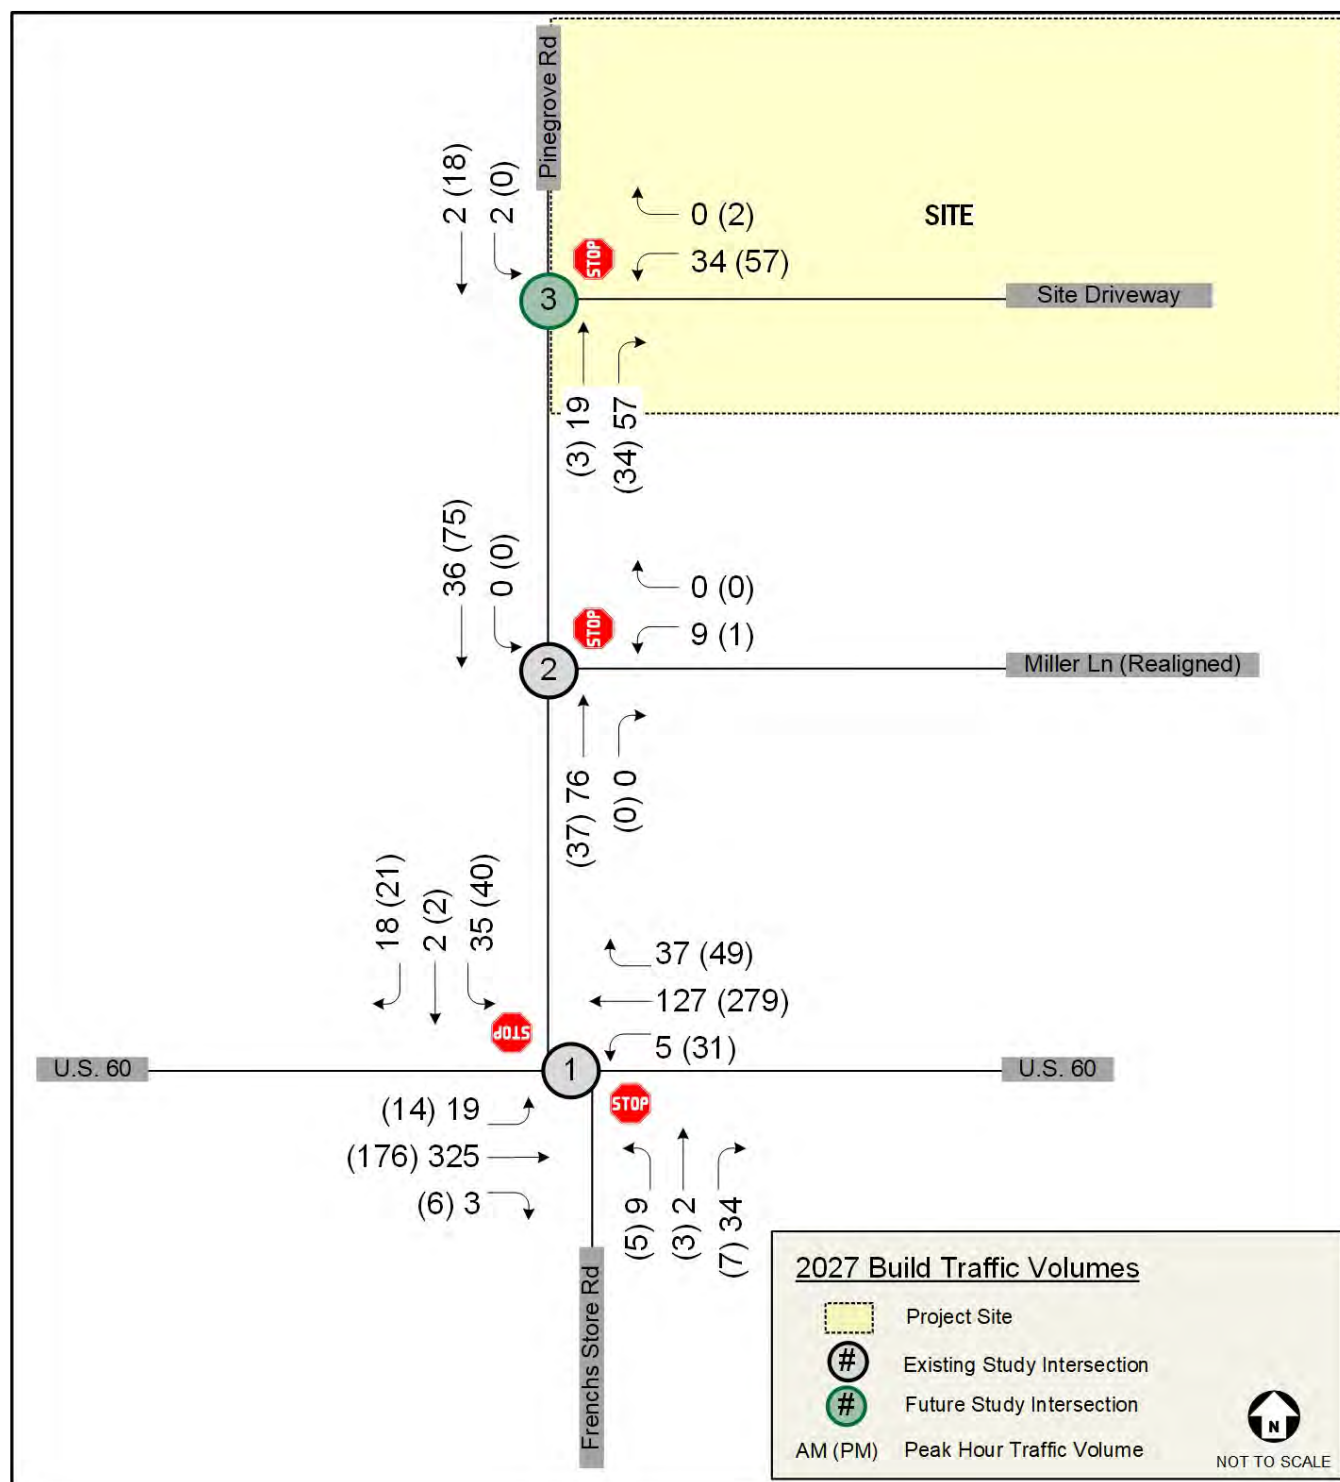 Pinegrove Rd
2 (18)
2 (0)
0 (2)
SITE
34 (57)
STOP
3
Site Driveway
(3) 19
(34) 57
36 (75)
0 (0)
0 (0)
9 (1)
STOP
2
Miller Ln (Realigned)
(37) 76
(0) 0
18 (21)
2 (2)
35 (40)
37 (49)
127 (279)
5 (31)
STOP
U.S. 60
1
U.S. 60
STOP
(14) 19
(176) 325
(6) 3
(5) 9
(3) 2
(7) 34
Frenchs Store Rd
2027 Build Traffic Volumes
Project Site
# Existing Study Intersection
# Future Study Intersection
AM (PM) Peak Hour Traffic Volume
N
NOT TO SCALE